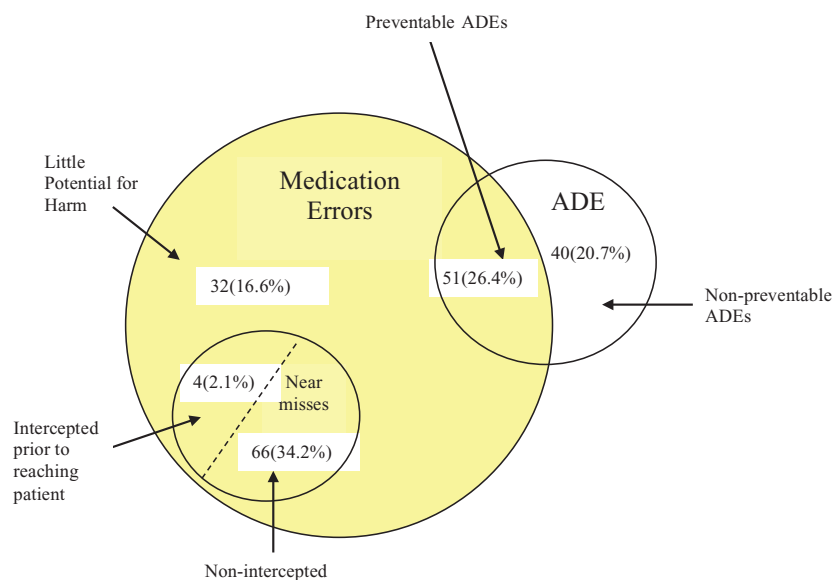 Preventable ADEs
Little
Potential for
Harm
Medication
Errors
ADE
40(20.7%)
32(16.6%)
51(26.4%)
Non-preventable
ADEs
4(2.1%)
Near
misses
66(34.2%)
Intercepted
prior to
reaching
patient
Non-intercepted